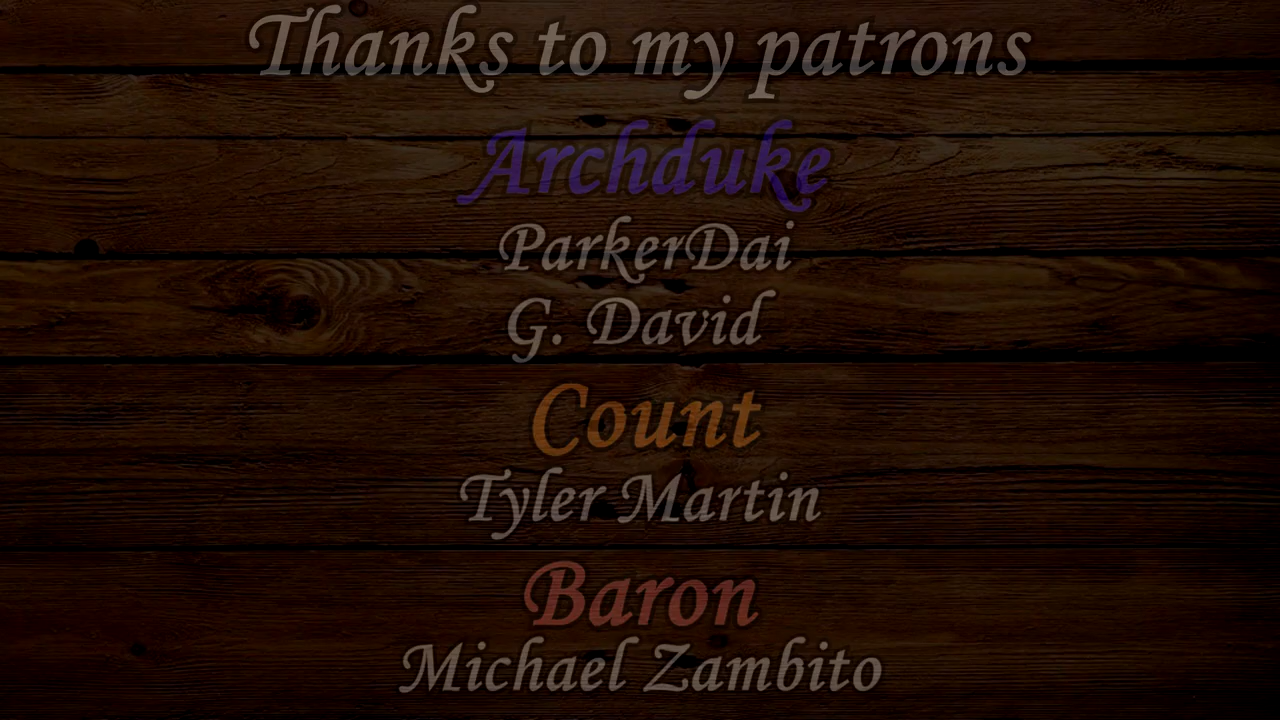 Thanks to my patrons
Archduke
ParkerDai
G. David
Count
Tyler Martin
Baron
Michael Zambito